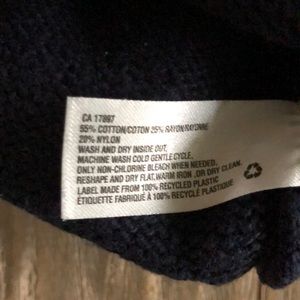 CA 17897
55% COTTON/COTON 25% RAYON/RAYONNE
20% NYLON
WASH AND DRY INSIDE OUT.
MACHINE WASH COLD GENTLE CYCLE.
ONLY NON-CHLORINE BLEACH WHEN NEEDED.
RESHAPE AND DRY FLAT, WARM IRON ,OR DRY CLEAN.
LABEL MADE FROM 100% RECYCLED PLASTIC
ÉTIQUETTE FABRIQUÉ À 100% RECYCLÉ PLASTIC